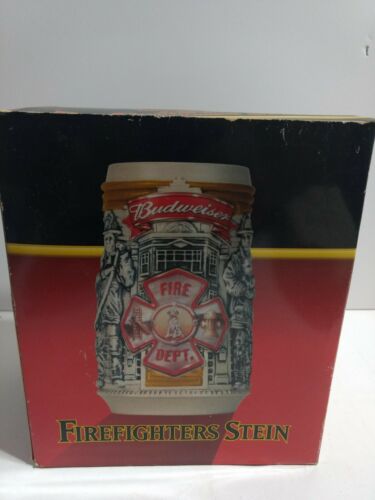 Budweiser
FIRE
DEPT.
FIREFIGHTERS STEIN